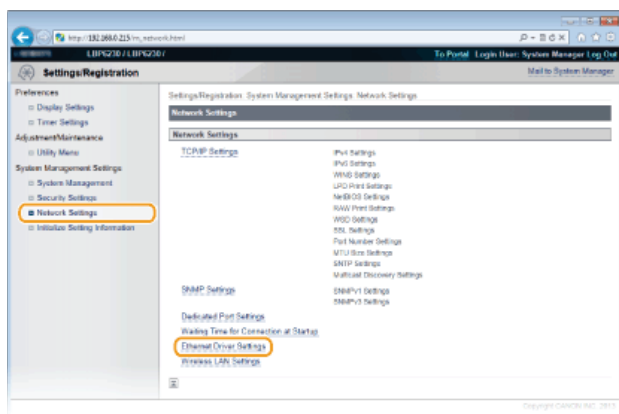 http://192.168.0.215/m_network.html
LBP6230 / LBP6230 /
To Portal Login User: System Manager Log Out
Settings/Registration
Mail to System Manager
Preferences
Display Settings
Timer Settings
Adjustment/Maintenance
Utility Menu
System Management Settings
System Management
Security Settings
Network Settings
Initialize Setting Information
Settings/Registration: System Management Settings: Network Settings
Network Settings
Network Settings
TCP/IP Settings
IPv4 Settings
IPv6 Settings
WINS Settings
LPD Print Settings
NetBIOS Settings
RAW Print Settings
WSD Settings
SSL Settings
Port Number Settings
MTU Size Settings
SNTP Settings
Multicast Discovery Settings
SNMP Settings
SNMPv1 Settings
SNMPv3 Settings
Dedicated Port Settings
Waiting Time for Connection at Startup
Ethernet Driver Settings
Wireless LAN Settings
Copyright CANON INC. 2013